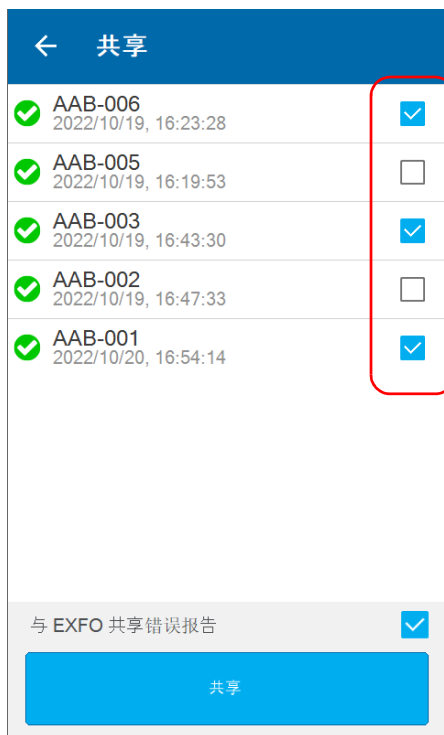 共享
AAB-006
2022/10/19, 16:23:28
AAB-005
2022/10/19, 16:19:53
AAB-003
2022/10/19, 16:43:30
AAB-002
2022/10/19, 16:47:33
AAB-001
2022/10/20, 16:54:14
与 EXFO 共享错误报告
共享